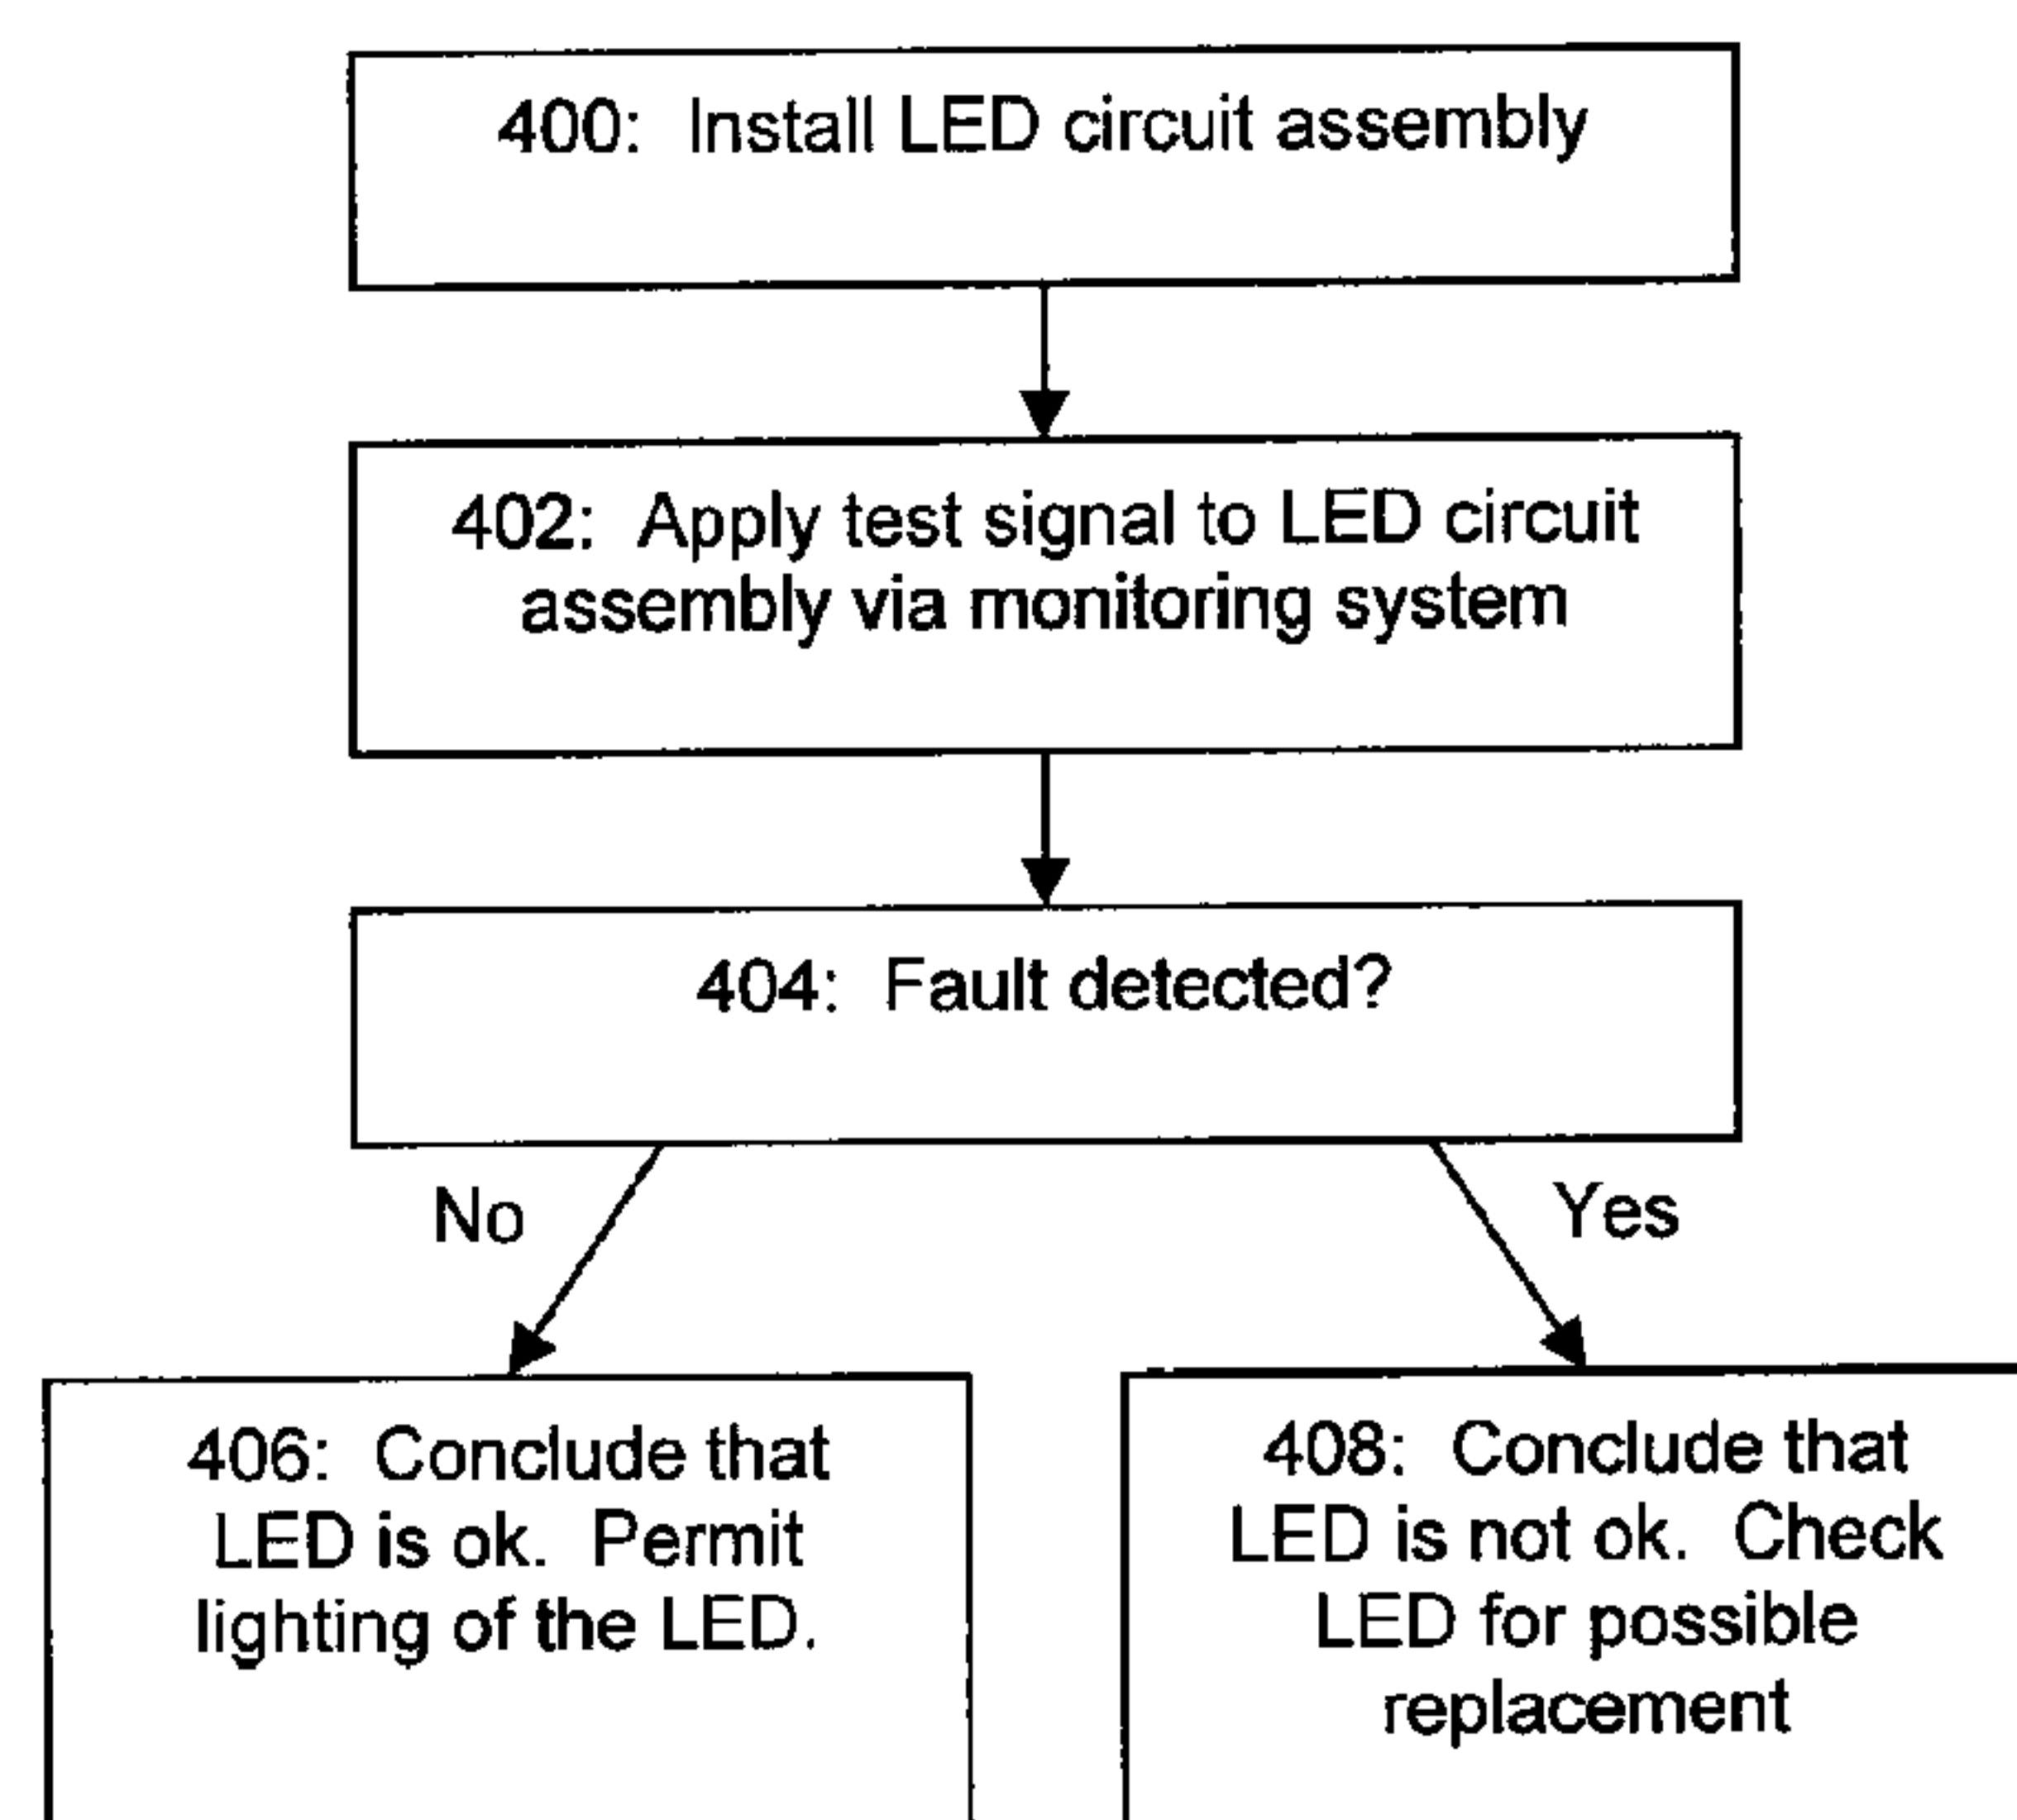 400: Install LED circuit assembly
402: Apply test signal to LED circuit
assembly via monitoring system
404: Fault detected?
No
Yes
406: Conclude that
LED is ok. Permit
lighting of the LED.
408: Conclude that
LED is not ok. Check
LED for possible
replacement